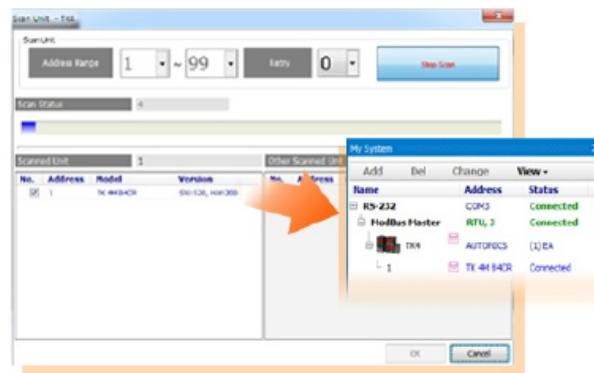 Scan Unit - TK4
Scan Unit
Address Range 1 ~ 99 Retry 0 Stop Scan
Scan Status 4
Scanned Unit 1 Other Scanned Unit
No. Address Model Version No. Address
1 TK 4M B4CR
My System
Add Del Change View
Name Address Status
RS-232 COM3 Connected
ModBus Master RTU, 3 Connected
TK4 AUTONICS (1) EA
1 TK 4M B4CR Connected
OK Cancel